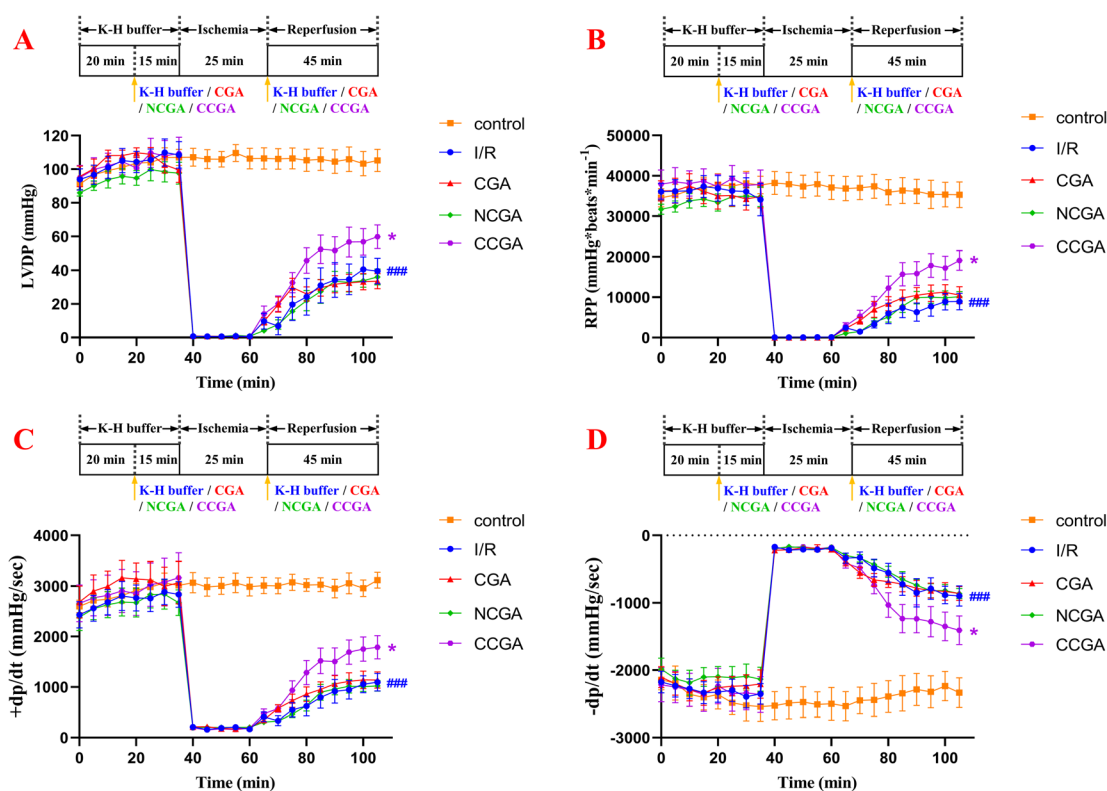 A
K-H buffer
Ischemia
Reperfusion
20 min
15 min
25 min
45 min
K-H buffer / CGA
/ NCGA / CCGA
K-H buffer / CGA
/ NCGA / CCGA
LVDP (mmHg)
120
100
80
60
40
20
0
0 20 40 60 80 100
Time (min)
*
###
control
I/R
CGA
NCGA
CCGA
B
K-H buffer
Ischemia
Reperfusion
20 min
15 min
25 min
45 min
K-H buffer / CGA
/ NCGA / CCGA
K-H buffer / CGA
/ NCGA / CCGA
RPP (mmHg*beats*min⁻¹)
50000
40000
30000
20000
10000
0
0 20 40 60 80 100
Time (min)
*
###
control
I/R
CGA
NCGA
CCGA
C
K-H buffer
Ischemia
Reperfusion
20 min
15 min
25 min
45 min
K-H buffer / CGA
/ NCGA / CCGA
K-H buffer / CGA
/ NCGA / CCGA
+dp/dt (mmHg/sec)
4000
3000
2000
1000
0
0 20 40 60 80 100
Time (min)
*
###
control
I/R
CGA
NCGA
CCGA
D
K-H buffer
Ischemia
Reperfusion
20 min
15 min
25 min
45 min
K-H buffer / CGA
/ NCGA / CCGA
K-H buffer / CGA
/ NCGA / CCGA
-dp/dt (mmHg/sec)
0
-1000
-2000
-3000
0 20 40 60 80 100
Time (min)
###
*
control
I/R
CGA
NCGA
CCGA